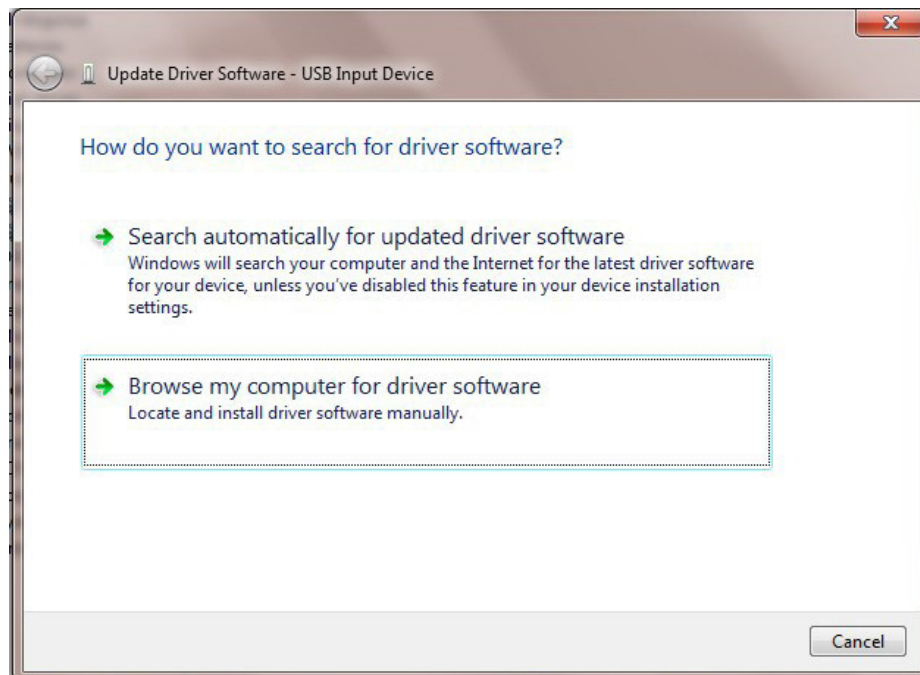 Update Driver Software - USB Input Device
How do you want to search for driver software?
Search automatically for updated driver software
Windows will search your computer and the Internet for the latest driver software
for your device, unless you've disabled this feature in your device installation
settings.
Browse my computer for driver software
Locate and install driver software manually.
Cancel